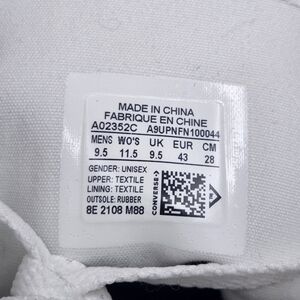 MADE IN CHINA
FABRIQUE EN CHINE
A02352C A9UPNFN100044
MENS WO'S UK EUR CM
9.5 11.5 9.5 43 28
GENDER: UNISEX
UPPER: TEXTILE
LINING: TEXTILE
OUTSOLE: RUBBER
8E 2108 M88
CONVERSE